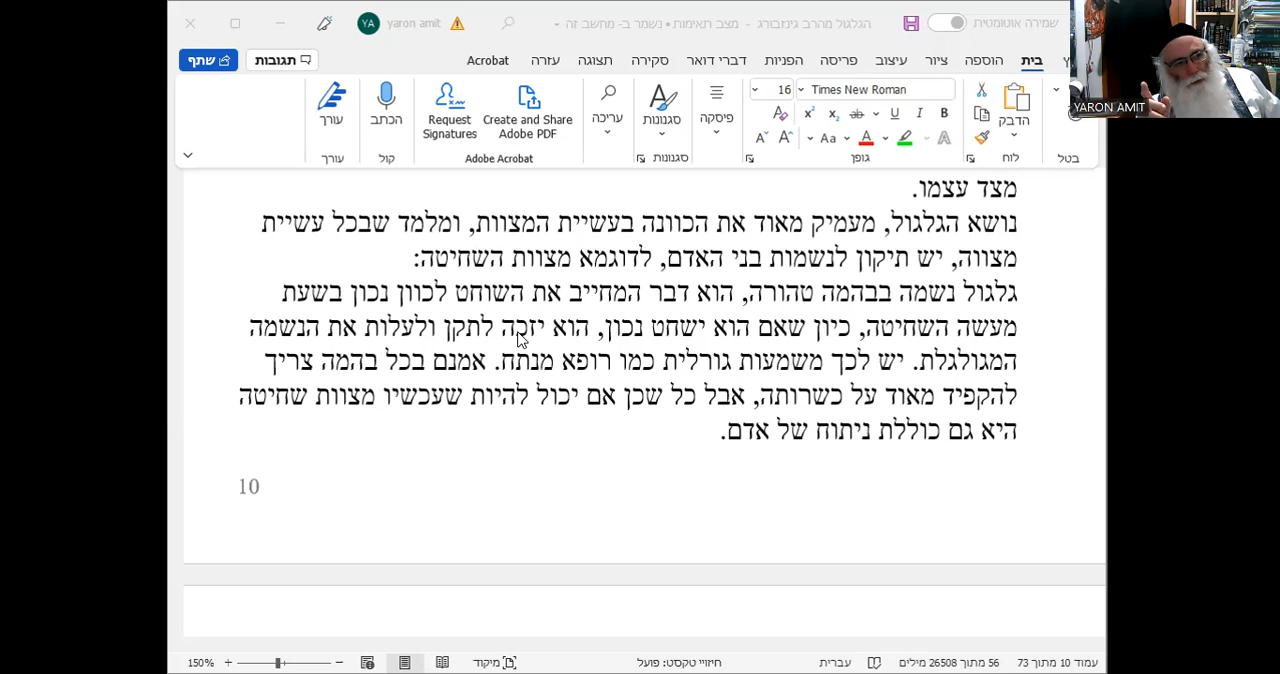 שמירה אוטומטית
הגלגול מהרב גינזבורג - מצב תאימות • נשמר ב- מחשב זה
yaron amit
YA
YARON AMIT
בית
הוספה
ציור
עיצוב
פריסה
הפניות
דברי דואר
סקירה
תצוגה
עזרה
Acrobat
תגובות
שתף
בטל
הדבק
לוח
Times New Roman
16
גופן
פיסקה
סגנונות
סגנונות
עריכה
Create and Share Adobe PDF
Request Signatures
Adobe Acrobat
הכתב
קול
עורך
עורך
מצד עצמו.
נושא הגלגול, מעמיק מאוד את הכוונה בעשיית המצוות, ומלמד שבכל עשיית
מצווה, יש תיקון לנשמות בני האדם, לדוגמא מצוות השחיטה:
גלגול נשמה בבהמה טהורה, הוא דבר המחייב את השוחט לכוון נכון בשעת
מעשה השחיטה, כיון שאם הוא ישחט נכון, הוא יזכה לתקן ולעלות את הנשמה
המגולגלת. יש לכך משמעות גורלית כמו רופא מנתח. אמנם בכל בהמה צריך
להקפיד מאוד על כשרותה, אבל כל שכן אם יכול להיות שעכשיו מצוות שחיטה
היא גם כוללת ניתוח של אדם.
10
עמוד 10 מתוך 73
56 מתוך 26508 מילים
עברית
חיזויי טקסט: פועל
מיקוד
150%